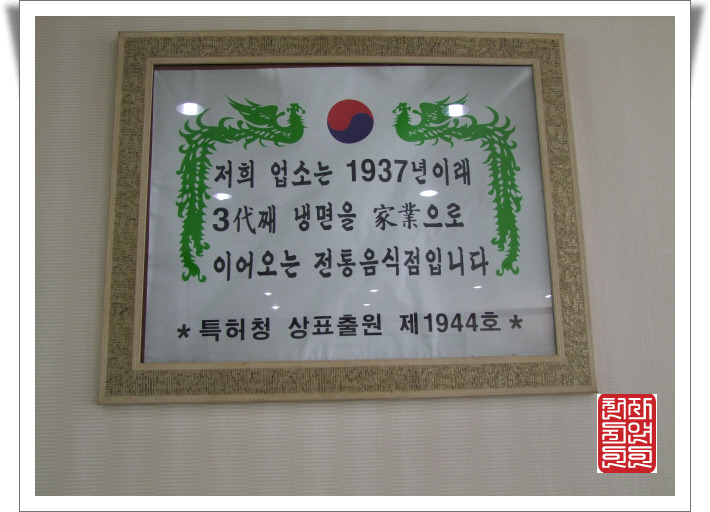 저희 업소는 1937년이래
3代째 냉면을 家業으로
이어오는 전통음식점입니다
* 특허청 상표출원 제1944호 *